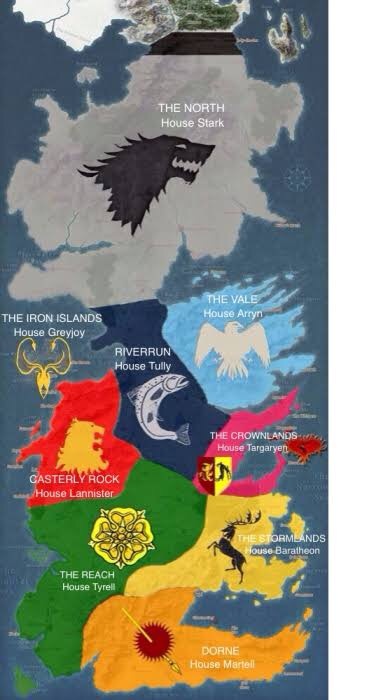 THE NORTH
House Stark
THE VALE
House Arryn
THE IRON ISLANDS
House Greyjoy
RIVERRUN
House Tully
THE CROWNLANDS
House Targaryen
CASTERLY ROCK
House Lannister
THE STORMLANDS
House Baratheon
THE REACH
House Tyrell
DORNE
House Martell